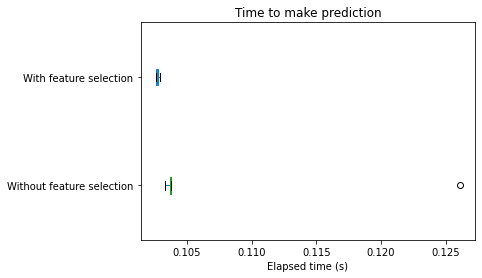 Time to make prediction
With feature selection
Without feature selection
0.105 0.110 0.115 0.120 0.125
Elapsed time (s)